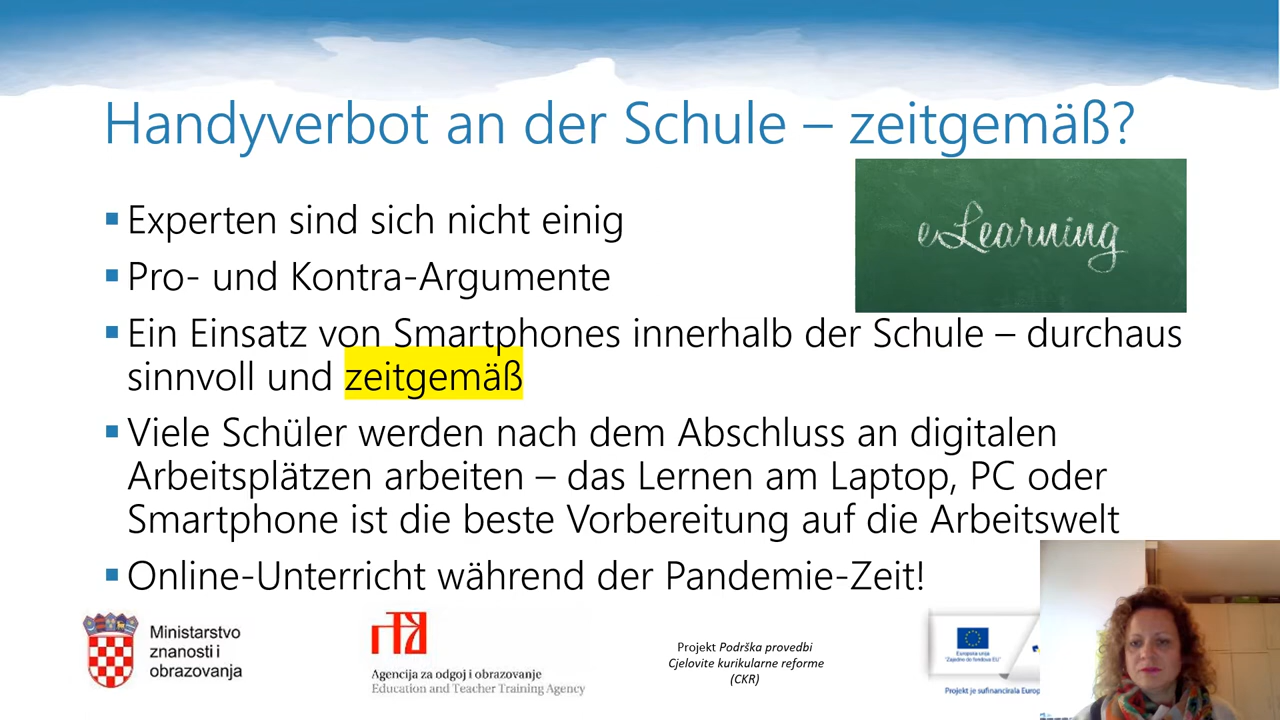 Handyverbot an der Schule – zeitgemäß?
eLearning
Experten sind sich nicht einig
Pro- und Kontra-Argumente
Ein Einsatz von Smartphones innerhalb der Schule – durchaus
sinnvoll und zeitgemäß
Viele Schüler werden nach dem Abschluss an digitalen
Arbeitsplätzen arbeiten – das Lernen am Laptop, PC oder
Smartphone ist die beste Vorbereitung auf die Arbeitswelt
Online-Unterricht während der Pandemie-Zeit!
Ministarstvo
znanosti i
obrazovanja
Agencija za odgoj i obrazovanje
Education and Teacher Training Agency
Projekt Podrška provedbi
Cjelovite kurikularne reforme
(CKR)
Europska unija
"Zajedno do fondova EU"
Projekt je sufinancirala